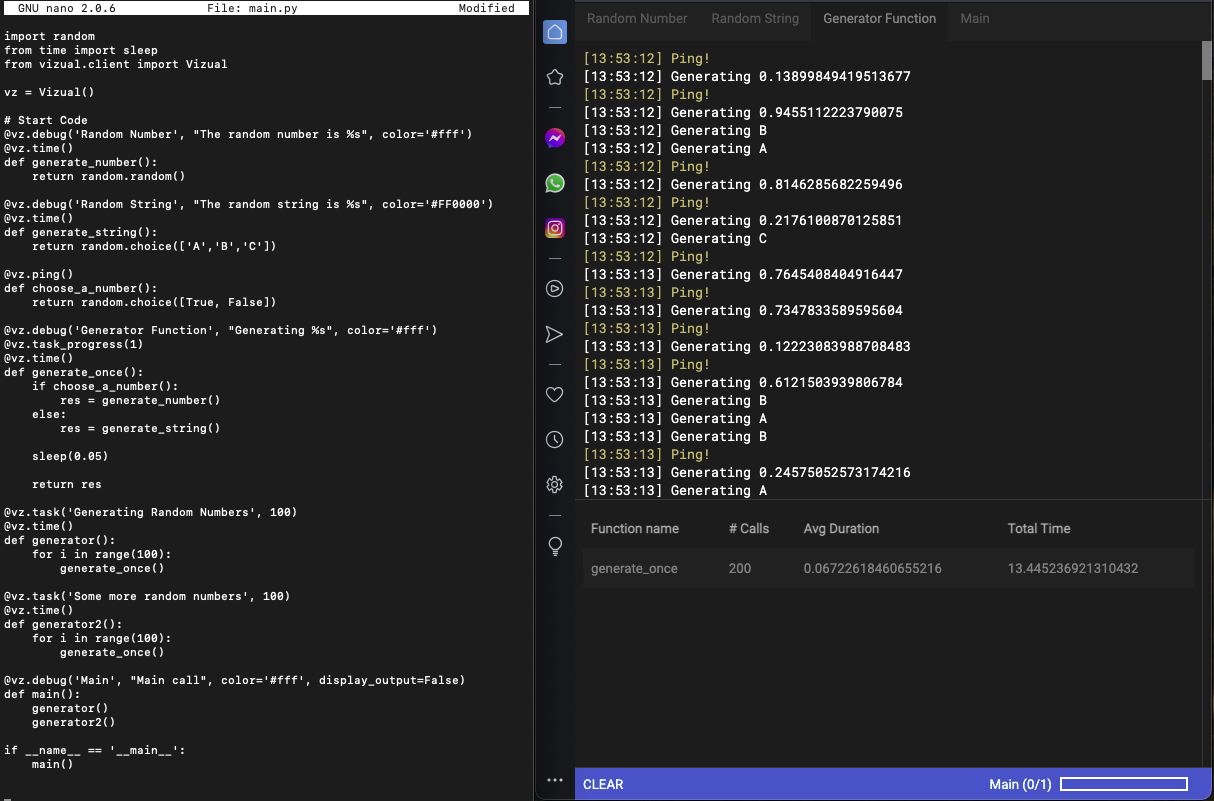 GNU nano 2.0.6 File: main.py Modified
import random
from time import sleep
from vizual.client import Vizual
vz = Vizual()
# Start Code
@vz.debug('Random Number', "The random number is %s", color='#fff')
@vz.time()
def generate_number():
    return random.random()
@vz.debug('Random String', "The random string is %s", color='#FF0000')
@vz.time()
def generate_string():
    return random.choice(['A','B','C'])
@vz.ping()
def choose_a_number():
    return random.choice([True, False])
@vz.debug('Generator Function', "Generating %s", color='#fff')
@vz.task_progress(1)
@vz.time()
def generate_once():
    if choose_a_number():
        res = generate_number()
    else:
        res = generate_string()
    sleep(0.05)
    return res
@vz.task('Generating Random Numbers', 100)
@vz.time()
def generator():
    for i in range(100):
        generate_once()
@vz.task('Some more random numbers', 100)
@vz.time()
def generator2():
    for i in range(100):
        generate_once()
@vz.debug('Main', "Main call", color='#fff', display_output=False)
def main():
    generator()
    generator2()
if __name__ == '__main__':
    main()
Random Number Random String Generator Function Main
[13:53:12] Ping!
[13:53:12] Generating 0.13899849419513677
[13:53:12] Ping!
[13:53:12] Generating 0.9455112223790075
[13:53:12] Generating B
[13:53:12] Generating A
[13:53:12] Ping!
[13:53:12] Generating 0.8146285682259496
[13:53:12] Ping!
[13:53:12] Generating 0.2176100870125851
[13:53:12] Generating C
[13:53:12] Ping!
[13:53:13] Generating 0.7645408404916447
[13:53:13] Ping!
[13:53:13] Generating 0.7347833589595604
[13:53:13] Ping!
[13:53:13] Generating 0.12223083988708483
[13:53:13] Ping!
[13:53:13] Generating 0.6121503939806784
[13:53:13] Generating B
[13:53:13] Generating A
[13:53:13] Generating B
[13:53:13] Ping!
[13:53:13] Generating 0.24575052573174216
[13:53:13] Generating A
Function name # Calls Avg Duration Total Time
generate_once 200 0.06722618460655216 13.445236921310432
CLEAR Main (0/1)